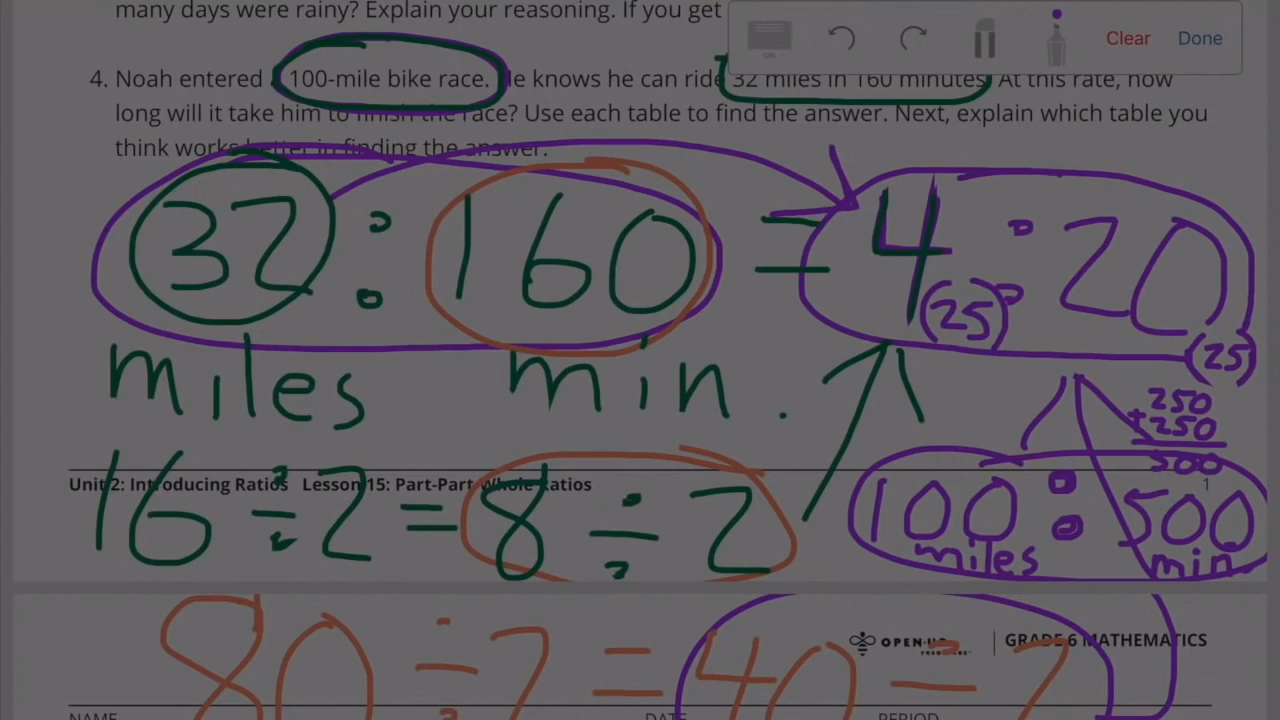 many days were rainy? Explain your reasoning. If you get
ON
Clear Done
4. Noah entered 100-mile bike race. He knows he can ride 32 miles in 160 minutes. At this rate, how
long will it take him to finish the race? Use each table to find the answer. Next, explain which table you
think works better in finding the answer.
32 : 160 = 4 : 20
(25) (25)
miles min.
250
+250
500
Unit 2: Introducing Ratios Lesson 15: Part-Part Whole Ratios 1
16 ÷ 2 = 8 ÷ 2
100 : 500
miles min
OPEN-UP GRADE 6 MATHEMATICS
80 ÷ 2 = 40 ÷ 2
NAME DATE PERIOD